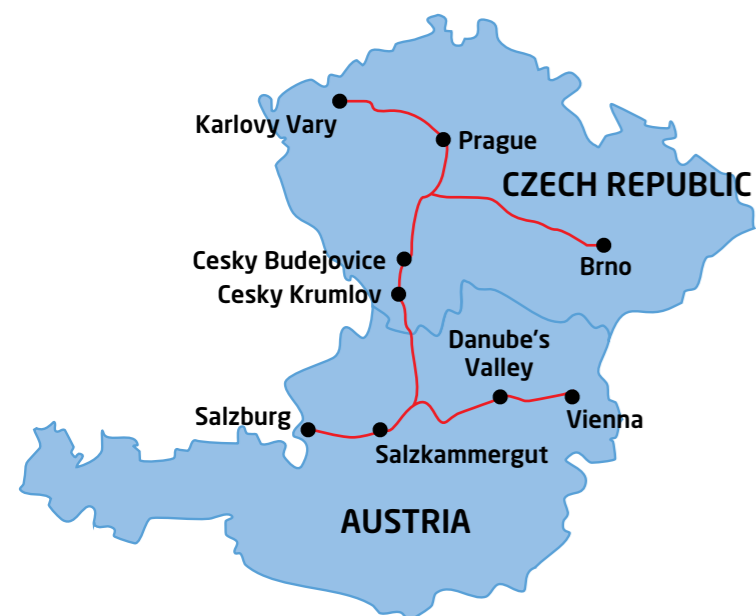 Karlovy Vary
Prague
CZECH REPUBLIC
Cesky Budejovice
Brno
Cesky Krumlov
Danube's
Valley
Salzburg
Vienna
Salzkammergut
AUSTRIA